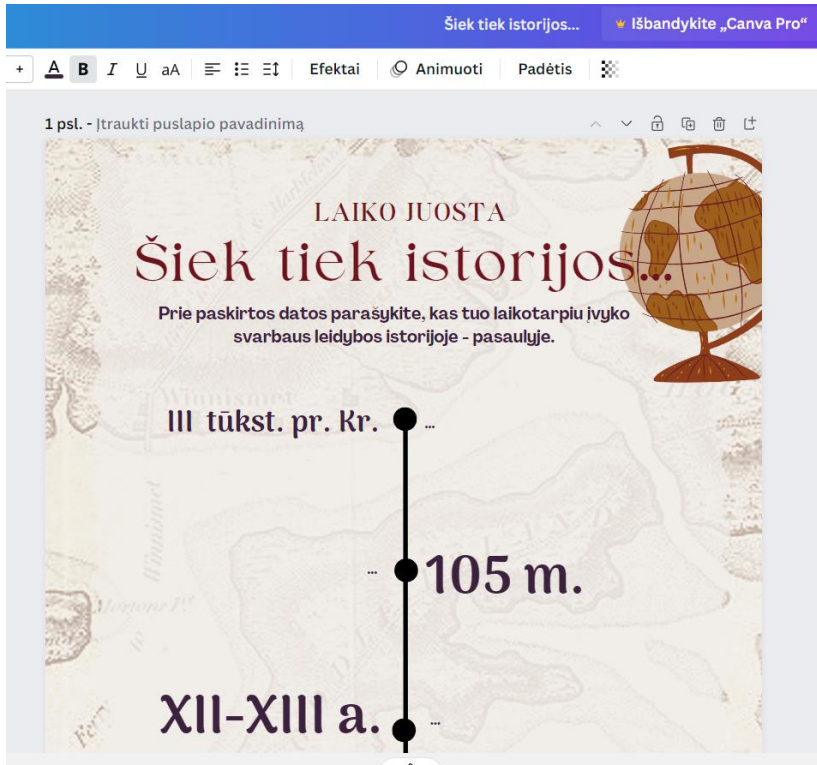 Šiek tiek istorijos... Išbandykite „Canva Pro“
+ A B I U aA Efektai Animuoti Padėtis
1 psl. - Įtraukti puslapio pavadinimą
LAIKO JUOSTA
Šiek tiek istorijos...
Prie paskirtos datos parašykite, kas tuo laikotarpiu įvyko
svarbaus leidybos istorijoje - pasaulyje.
Winnismet
III tūkst. pr. Kr. ...
Winnismet
... 105 m.
XII-XIII a. ...